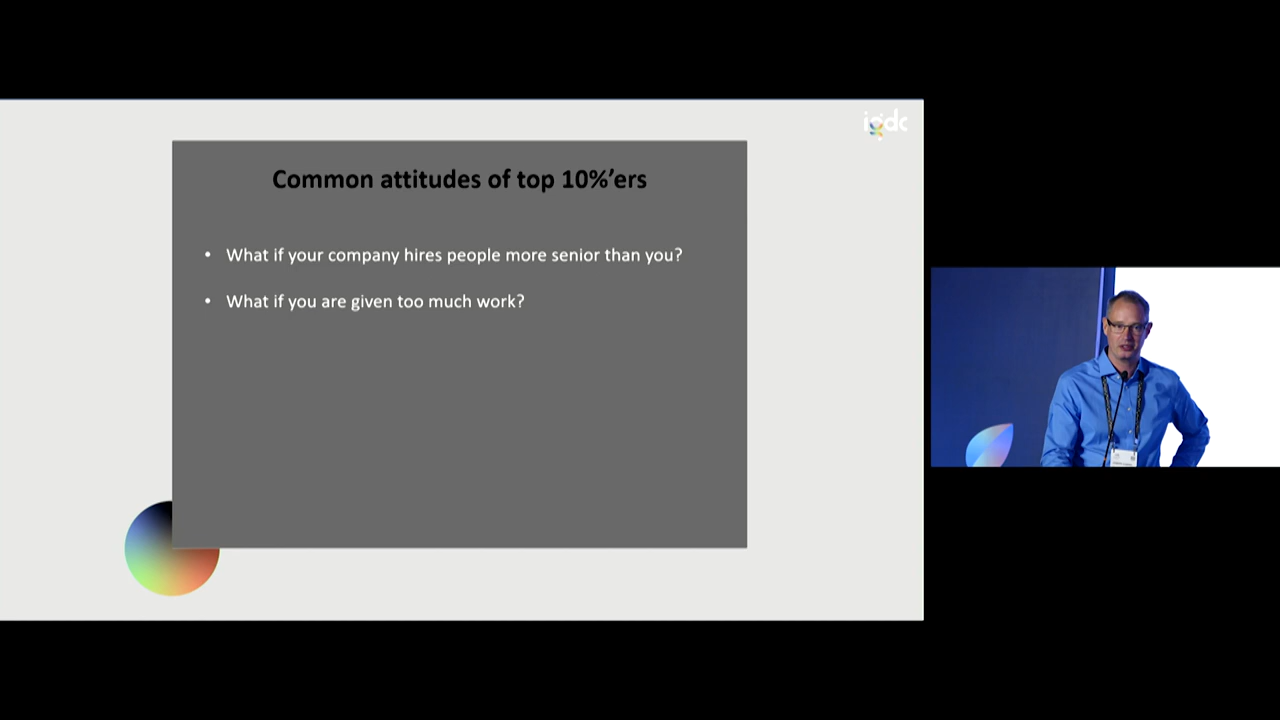 igdc
Common attitudes of top 10%'ers
• What if your company hires people more senior than you?
• What if you are given too much work?